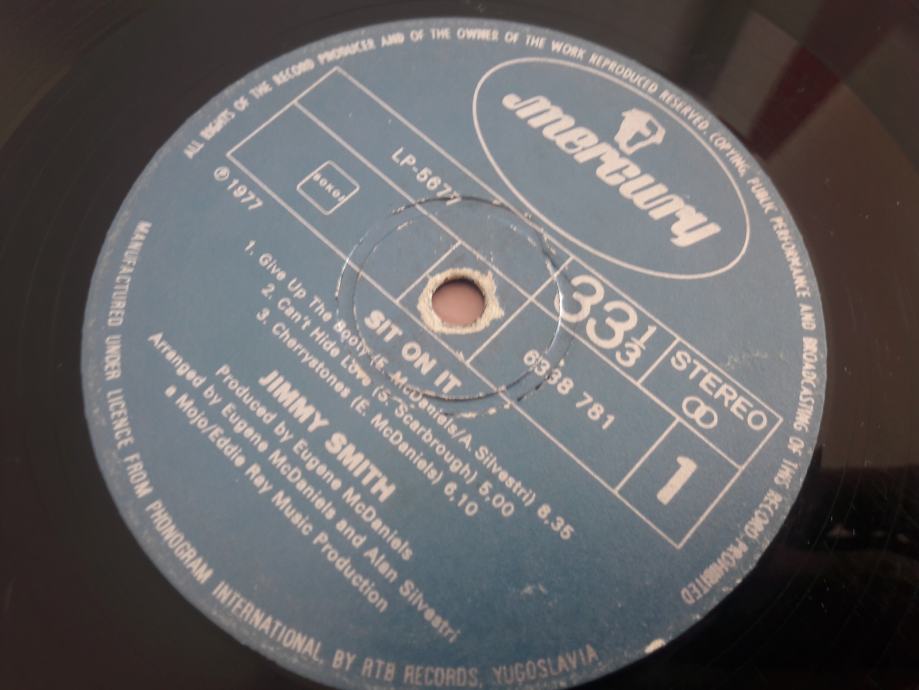 ALL RIGHTS OF THE RECORD PRODUCER AND OF THE OWNER OF THE WORK REPRODUCED RESERVED. COPYING, PUBLIC PERFORMANCE AND BROADCASTING OF THIS RECORD PROHIBITED
mercury
LP-5677
SOKOJ
℗1977
33 1/3
STEREO
6338 781
1
SIT ON IT
1. Give Up The Booty McDaniels/A. Silvestri) 6.35
2. Can't Hide Love (S. Scarbrough) 5.00
3. Cherrystones (E. McDaniels) 6.10
JIMMY SMITH
Produced by Eugene McDaniels
Arranged by Eugene McDaniels and Alan Silvestri
a Mojo/Eddie Ray Music Production
MANUFACTURED UNDER LICENCE FROM PHONOGRAM INTERNATIONAL, BY RTB RECORDS, YUGOSLAVIA